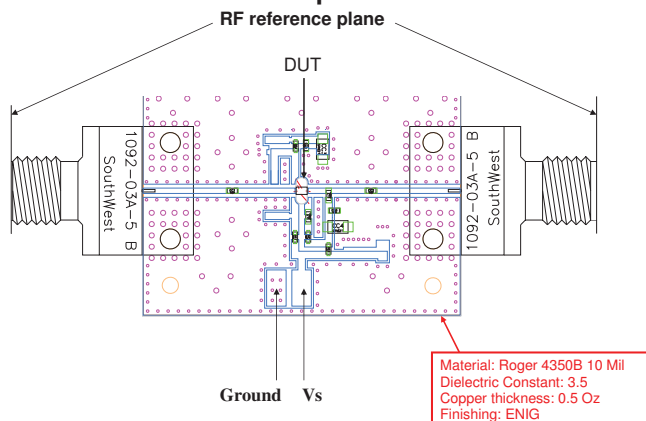 RF reference plane
DUT
1092-03A-5 B
SouthWest
1092-03A-5 B
SouthWest
Ground
Vs
Material: Roger 4350B 10 Mil
Dielectric Constant: 3.5
Copper thickness: 0.5 Oz
Finishing: ENIG